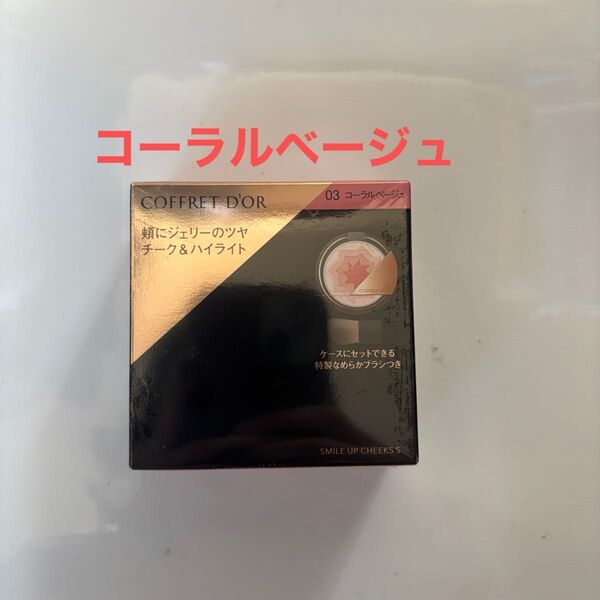 コーラルベージュ
COFFRET D'OR
03 コーラルベージュ
頬にジェリーのツヤ
チーク＆ハイライト
COFFRET D'OR
ケースにセットできる
特製なめらかブラシつき
SMILE UP CHEEKS S